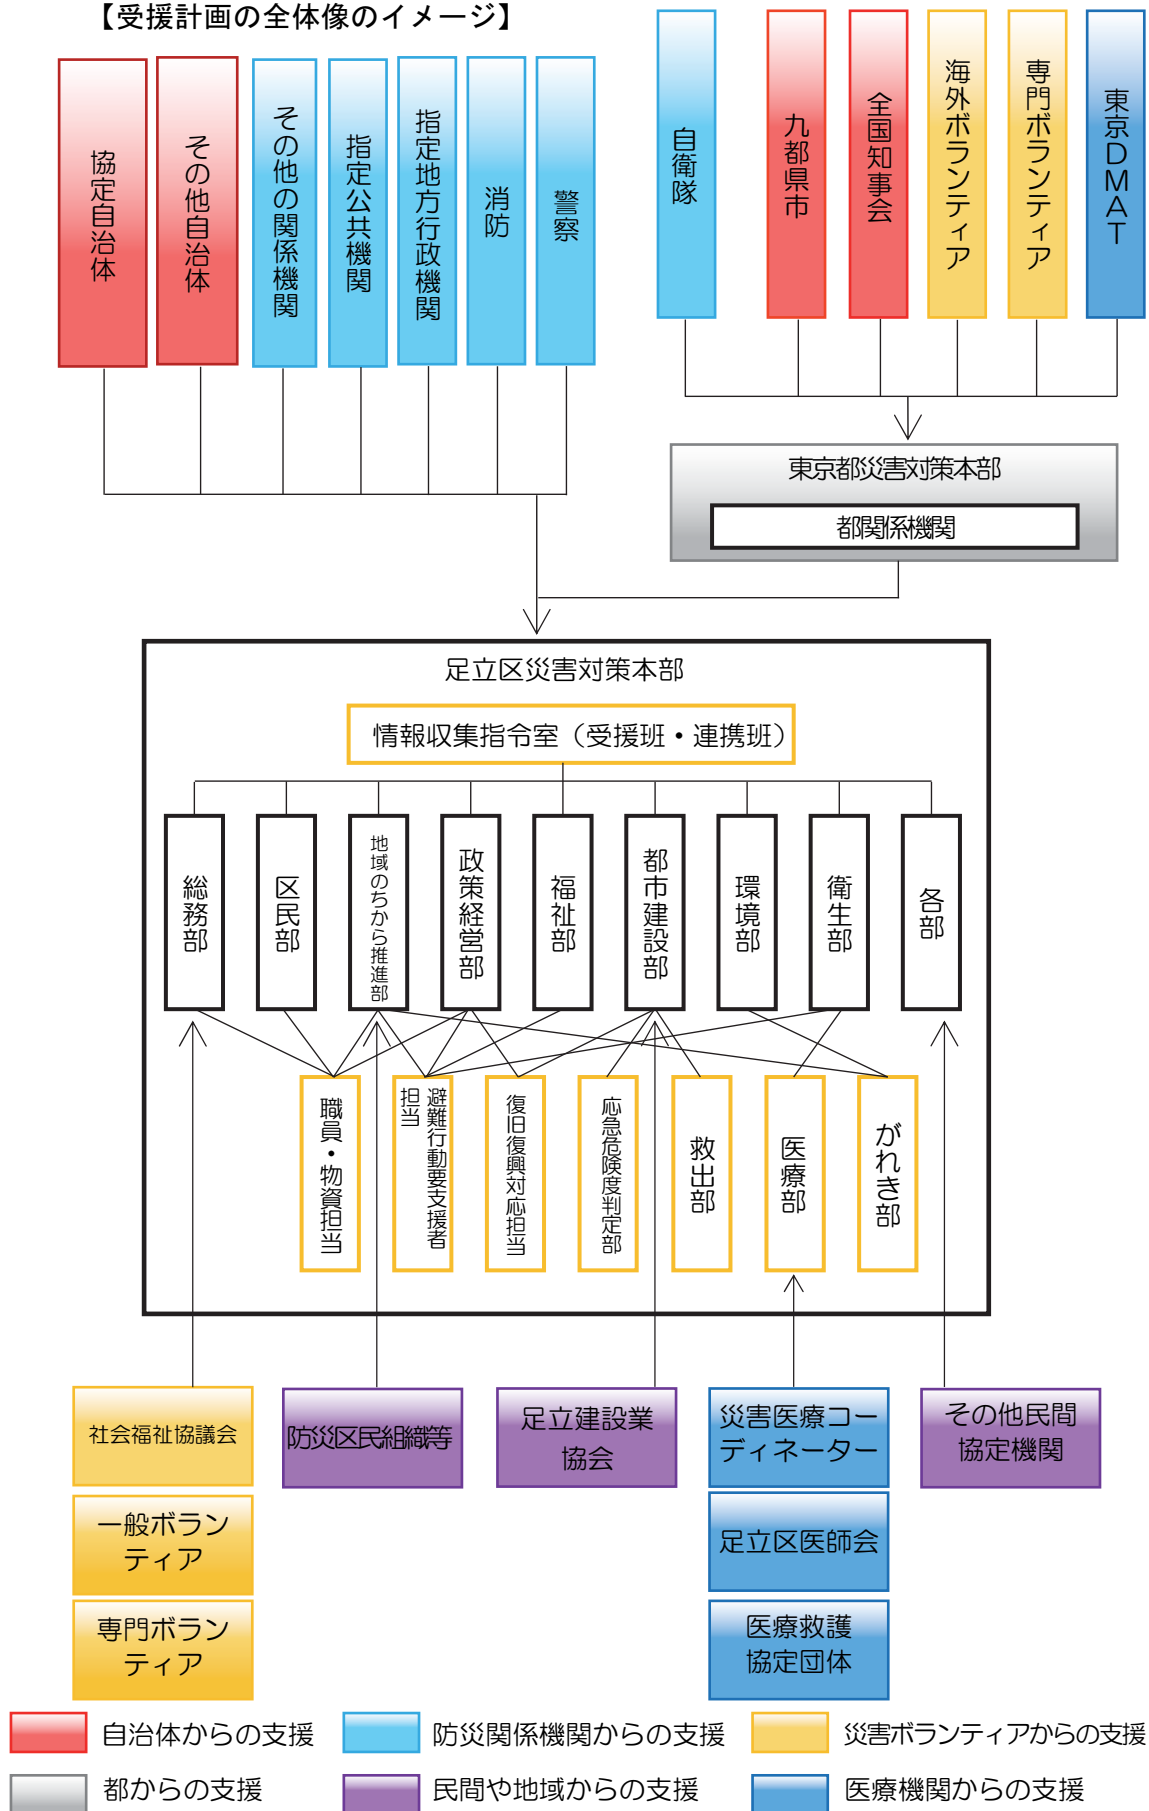 【受援計画の全体像のイメージ】
協定自治体
その他自治体
その他の関係機関
指定公共機関
指定地方行政機関
消防
警察
自衛隊
九都県市
全国知事会
海外ボランティア
専門ボランティア
東京DMAT
東京都災害対策本部
都関係機関
足立区災害対策本部
情報収集指令室（受援班・連携班）
総務部
区民部
地域のちから推進部
政策経営部
福祉部
都市建設部
環境部
衛生部
各部
職員・物資担当
避難行動要支援者
担当
復旧復興対応担当
応急危険度判定部
救出部
医療部
がれき部
社会福祉協議会
防災区民組織等
足立建設業
協会
災害医療コー
ディネーター
その他民間
協定機関
一般ボラン
ティア
足立区医師会
専門ボラン
ティア
医療救護
協定団体
自治体からの支援
防災関係機関からの支援
災害ボランティアからの支援
都からの支援
民間や地域からの支援
医療機関からの支援